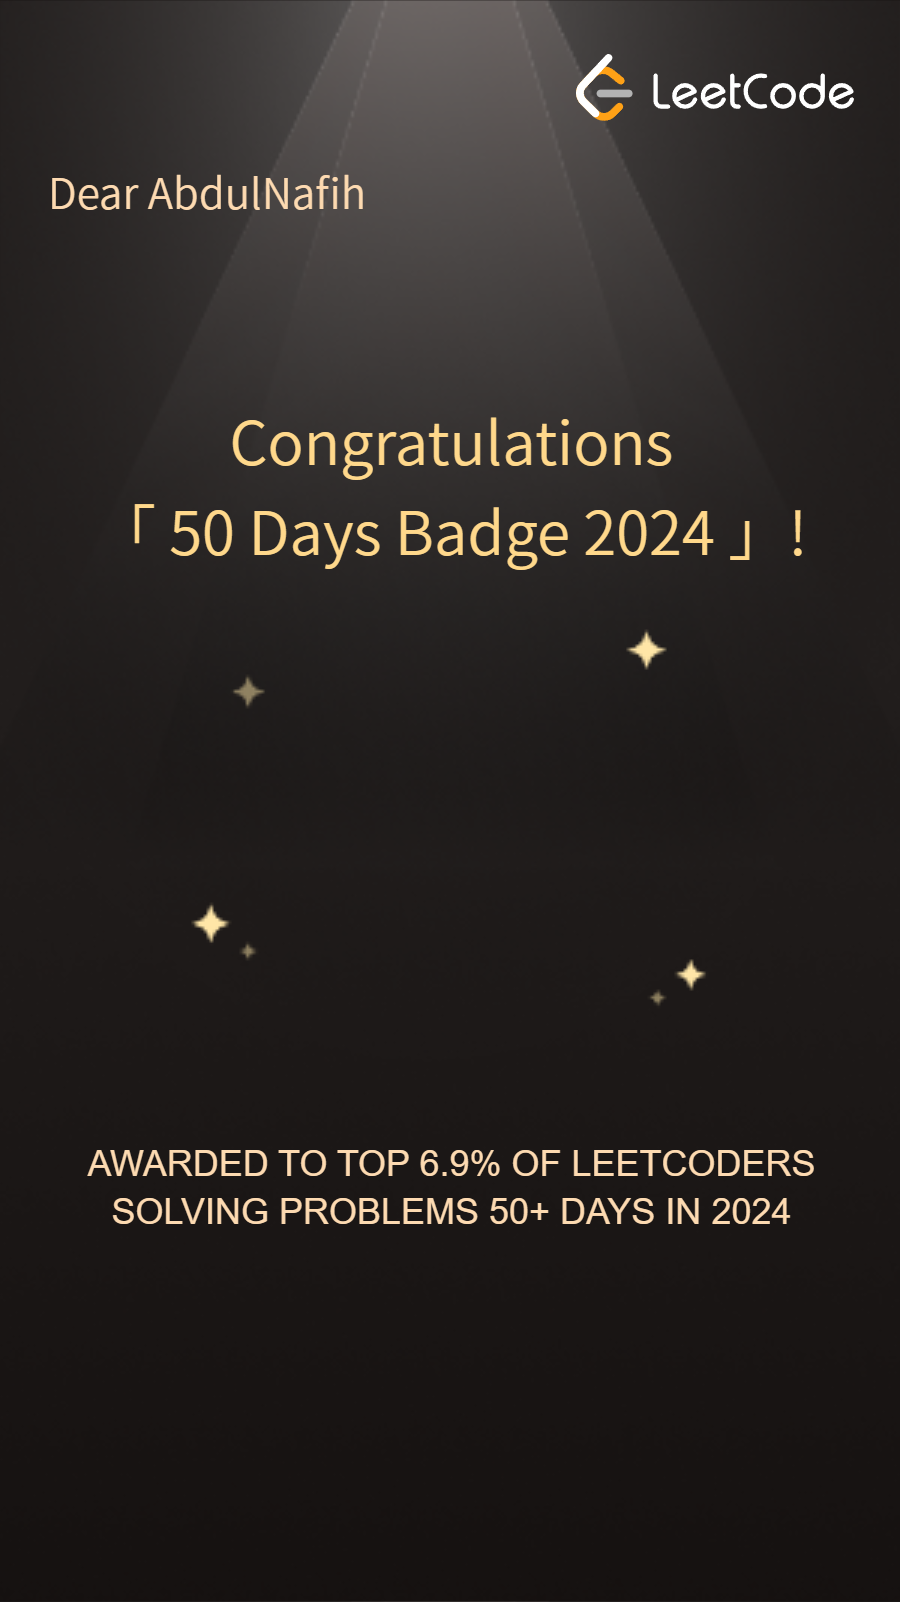 LeetCode
Dear AbdulNafih
Congratulations
「 50 Days Badge 2024 」!
AWARDED TO TOP 6.9% OF LEETCODERS
SOLVING PROBLEMS 50+ DAYS IN 2024